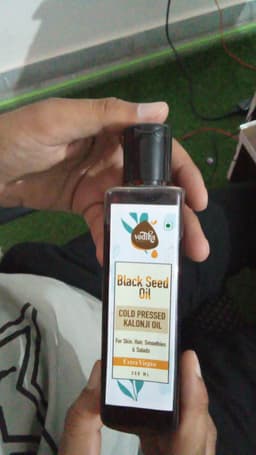 Black Seed
Oil
COLD PRESSED
KALONJI OIL
For Skin, Hair, Smoothies
& Salads
Extra Virgin